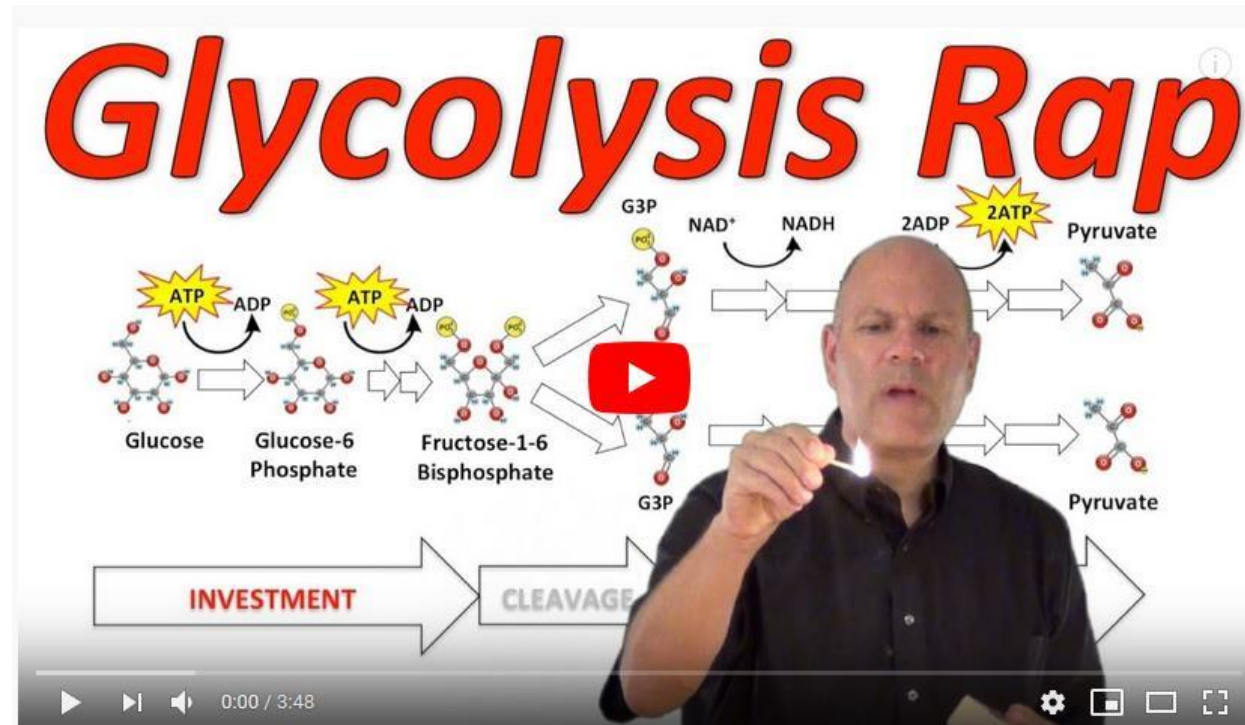 Glycolysis Rap
G3P
NAD⁺
NADH
2ADP
2ATP
Pyruvate
ATP
ADP
ATP
ADP
Glucose
Glucose-6
Phosphate
Fructose-1-6
Bisphosphate
G3P
Pyruvate
INVESTMENT
CLEAVAGE
0:00 / 3:48